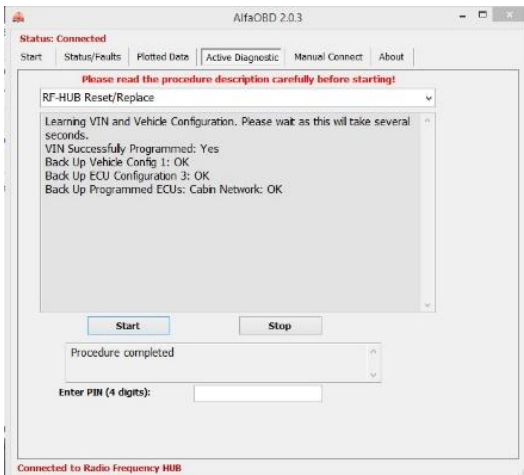 AlfaOBD 2.0.3
Status: Connected
Start Status/Faults Plotted Data Active Diagnostic Manual Connect About
Please read the procedure description carefully before starting!
RF-HUB Reset/Replace
Learning VIN and Vehicle Configuration. Please wait as this will take several
seconds.
VIN Successfully Programmed: Yes
Back Up Vehicle Config 1: OK
Back Up ECU Configuration 3: OK
Back Up Programmed ECUs: Cabin Network: OK
Start Stop
Procedure completed
Enter PIN (4 digits):
Connected to Radio Frequency HUB